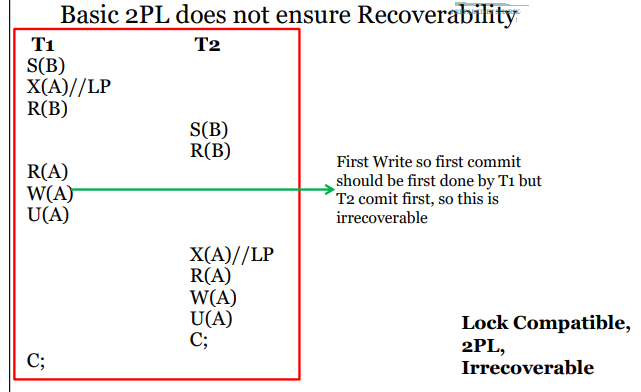 Basic 2PL does not ensure Recoverability
T1 T2
S(B)
X(A)//LP
R(B)
S(B)
R(B)
R(A)
W(A)
U(A)
X(A)//LP
R(A)
W(A)
U(A)
C;
C;
First Write so first commit
should be first done by T1 but
T2 comit first, so this is
irrecoverable
Lock Compatible,
2PL,
Irrecoverable